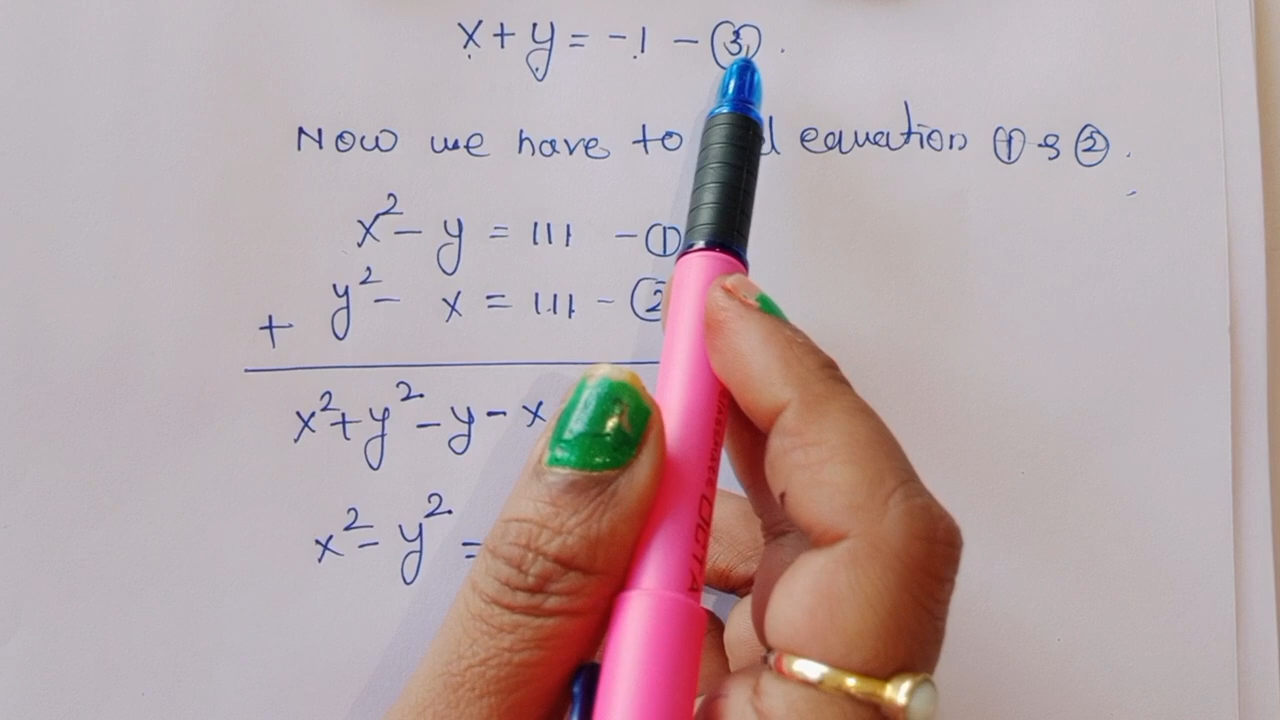 x + y = -1 - ③.
Now we have to equation ① & ②.
x² - y = 111 - ①
+ y² - x = 111 - ②
x² + y² - y - x
x² - y² =
OCTA